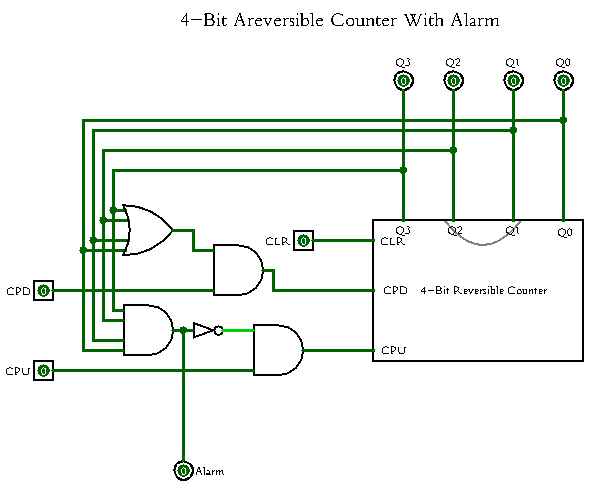 4-Bit Areversible Counter With Alarm
Q3 Q2 Q1 Q0
0 0 0 0
Q3 Q2 Q1 Q0
CLR 0 CLR
CPD 0 CPD 4-Bit Reversible Counter
CPU 0 CPU
0 Alarm